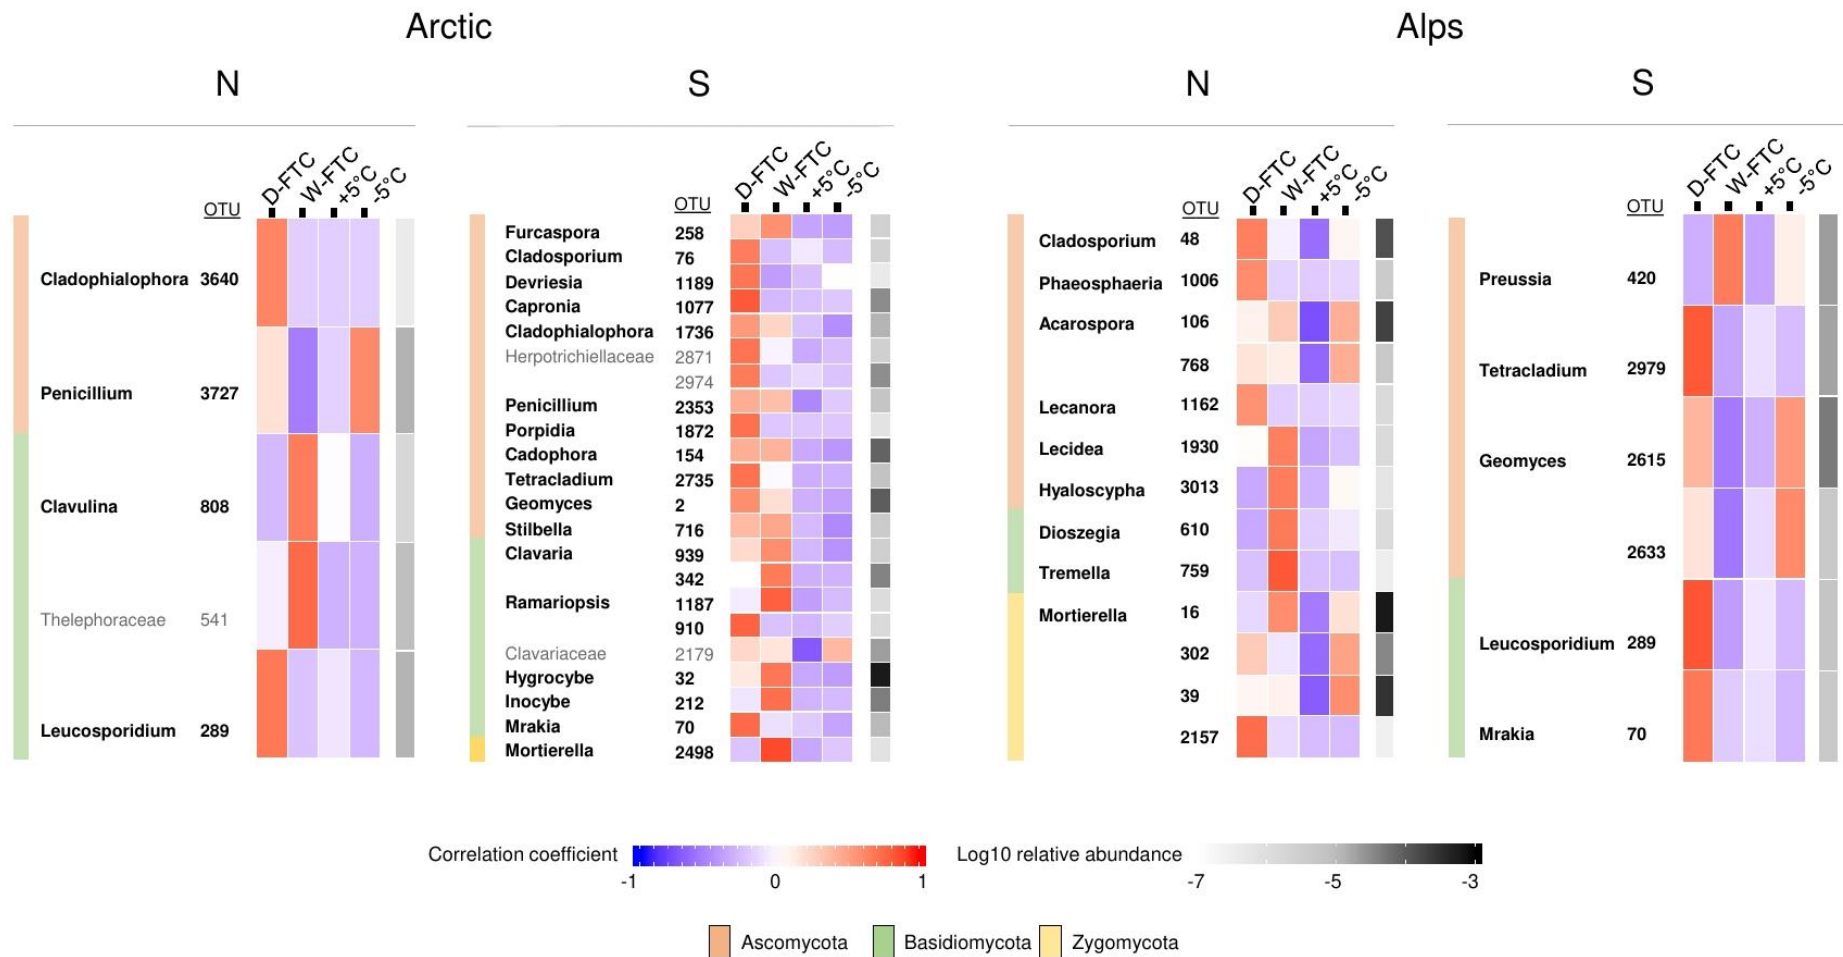 Arctic
Alps
N
S
N
S
D-FTC
W-FTC
+5°C
-5°C
OTU
Cladophialophora 3640
Penicillium 3727
Clavulina 808
Thelephoraceae 541
Leucosporidium 289
D-FTC
W-FTC
+5°C
-5°C
OTU
Furcaspora 258
Cladosporium 76
Devriesia 1189
Capronia 1077
Cladophialophora 1736
Herpotrichiellaceae 2871
2974
Penicillium 2353
Porpidia 1872
Cadophora 154
Tetracladium 2735
Geomyces 2
Stilbella 716
Clavaria 939
342
Ramariopsis 1187
910
Clavariaceae 2179
Hygrocybe 32
Inocybe 212
Mrakia 70
Mortierella 2498
D-FTC
W-FTC
+5°C
-5°C
OTU
Cladosporium 48
Phaeosphaeria 1006
Acarospora 106
768
Lecanora 1162
Lecidea 1930
Hyaloscypha 3013
Dioszegia 610
Tremella 759
Mortierella 16
302
39
2157
D-FTC
W-FTC
+5°C
-5°C
OTU
Preussia 420
Tetracladium 2979
Geomyces 2615
2633
Leucosporidium 289
Mrakia 70
Correlation coefficient
-1 0 1
Log10 relative abundance
-7 -5 -3
Ascomycota Basidiomycota Zygomycota